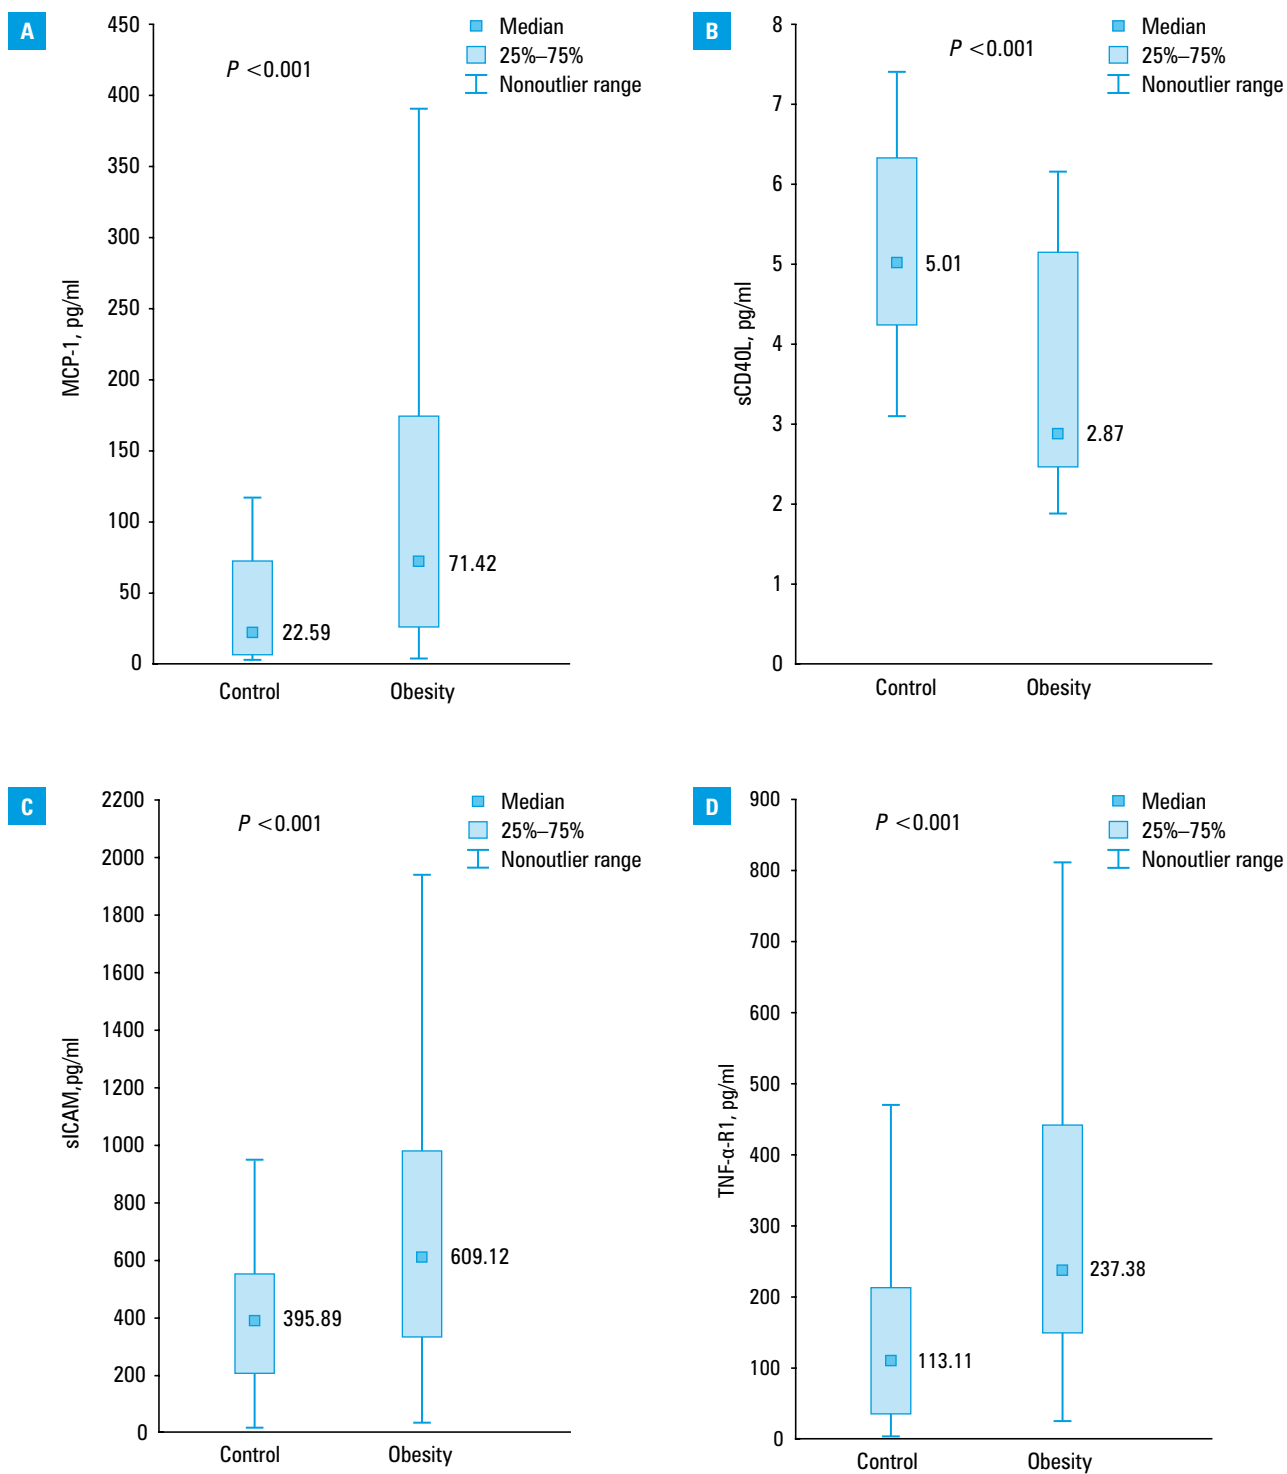 A
450
400
350
300
250
200
150
100
50
0
MCP-1, pg/ml
P <0.001
Median
25%–75%
Nonoutlier range
22.59
71.42
Control
Obesity
B
8
7
6
5
4
3
2
1
0
sCD40L, pg/ml
P <0.001
Median
25%–75%
Nonoutlier range
5.01
2.87
Control
Obesity
C
2200
2000
1800
1600
1400
1200
1000
800
600
400
200
0
sICAM,pg/ml
P <0.001
Median
25%–75%
Nonoutlier range
395.89
609.12
Control
Obesity
D
900
800
700
600
500
400
300
200
100
0
TNF-α-R1, pg/ml
P <0.001
Median
25%–75%
Nonoutlier range
113.11
237.38
Control
Obesity